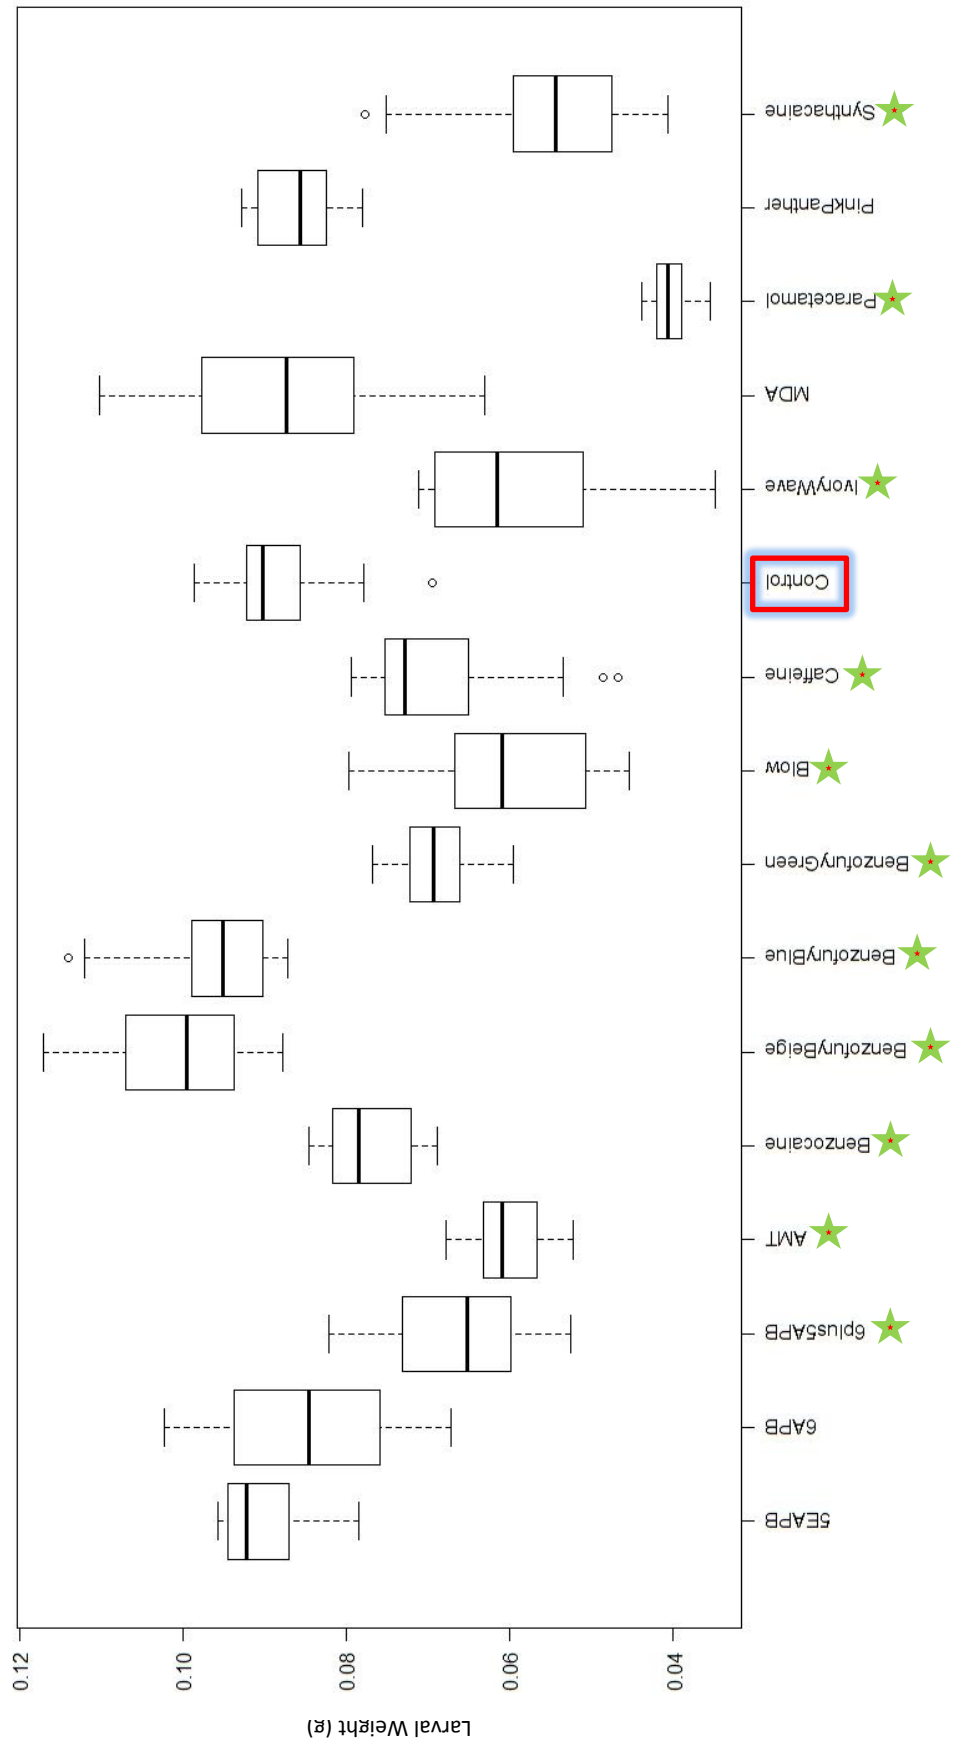 Larval Weight (g)
0.12
0.10
0.08
0.06
0.04
5EAPB
6APB
6plus5APB
AMT
Benzocaine
BenzofuryBeige
BenzofuryBlue
BenzofuryGreen
Blow
Caffeine
Control
IvoryWave
MDA
Paracetamol
PinkPanther
Synthacaine